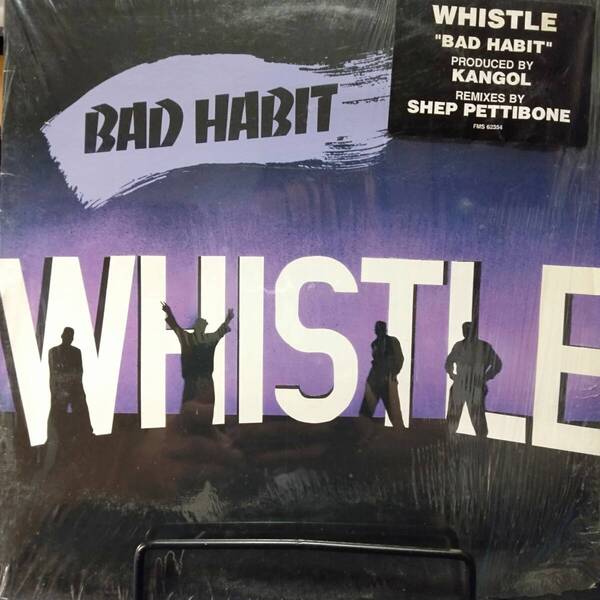 WHISTLE
"BAD HABIT"
PRODUCED BY
KANGOL
REMIXES BY
SHEP PETTIBONE
FMS 62354
BAD HABIT
WHISTLE